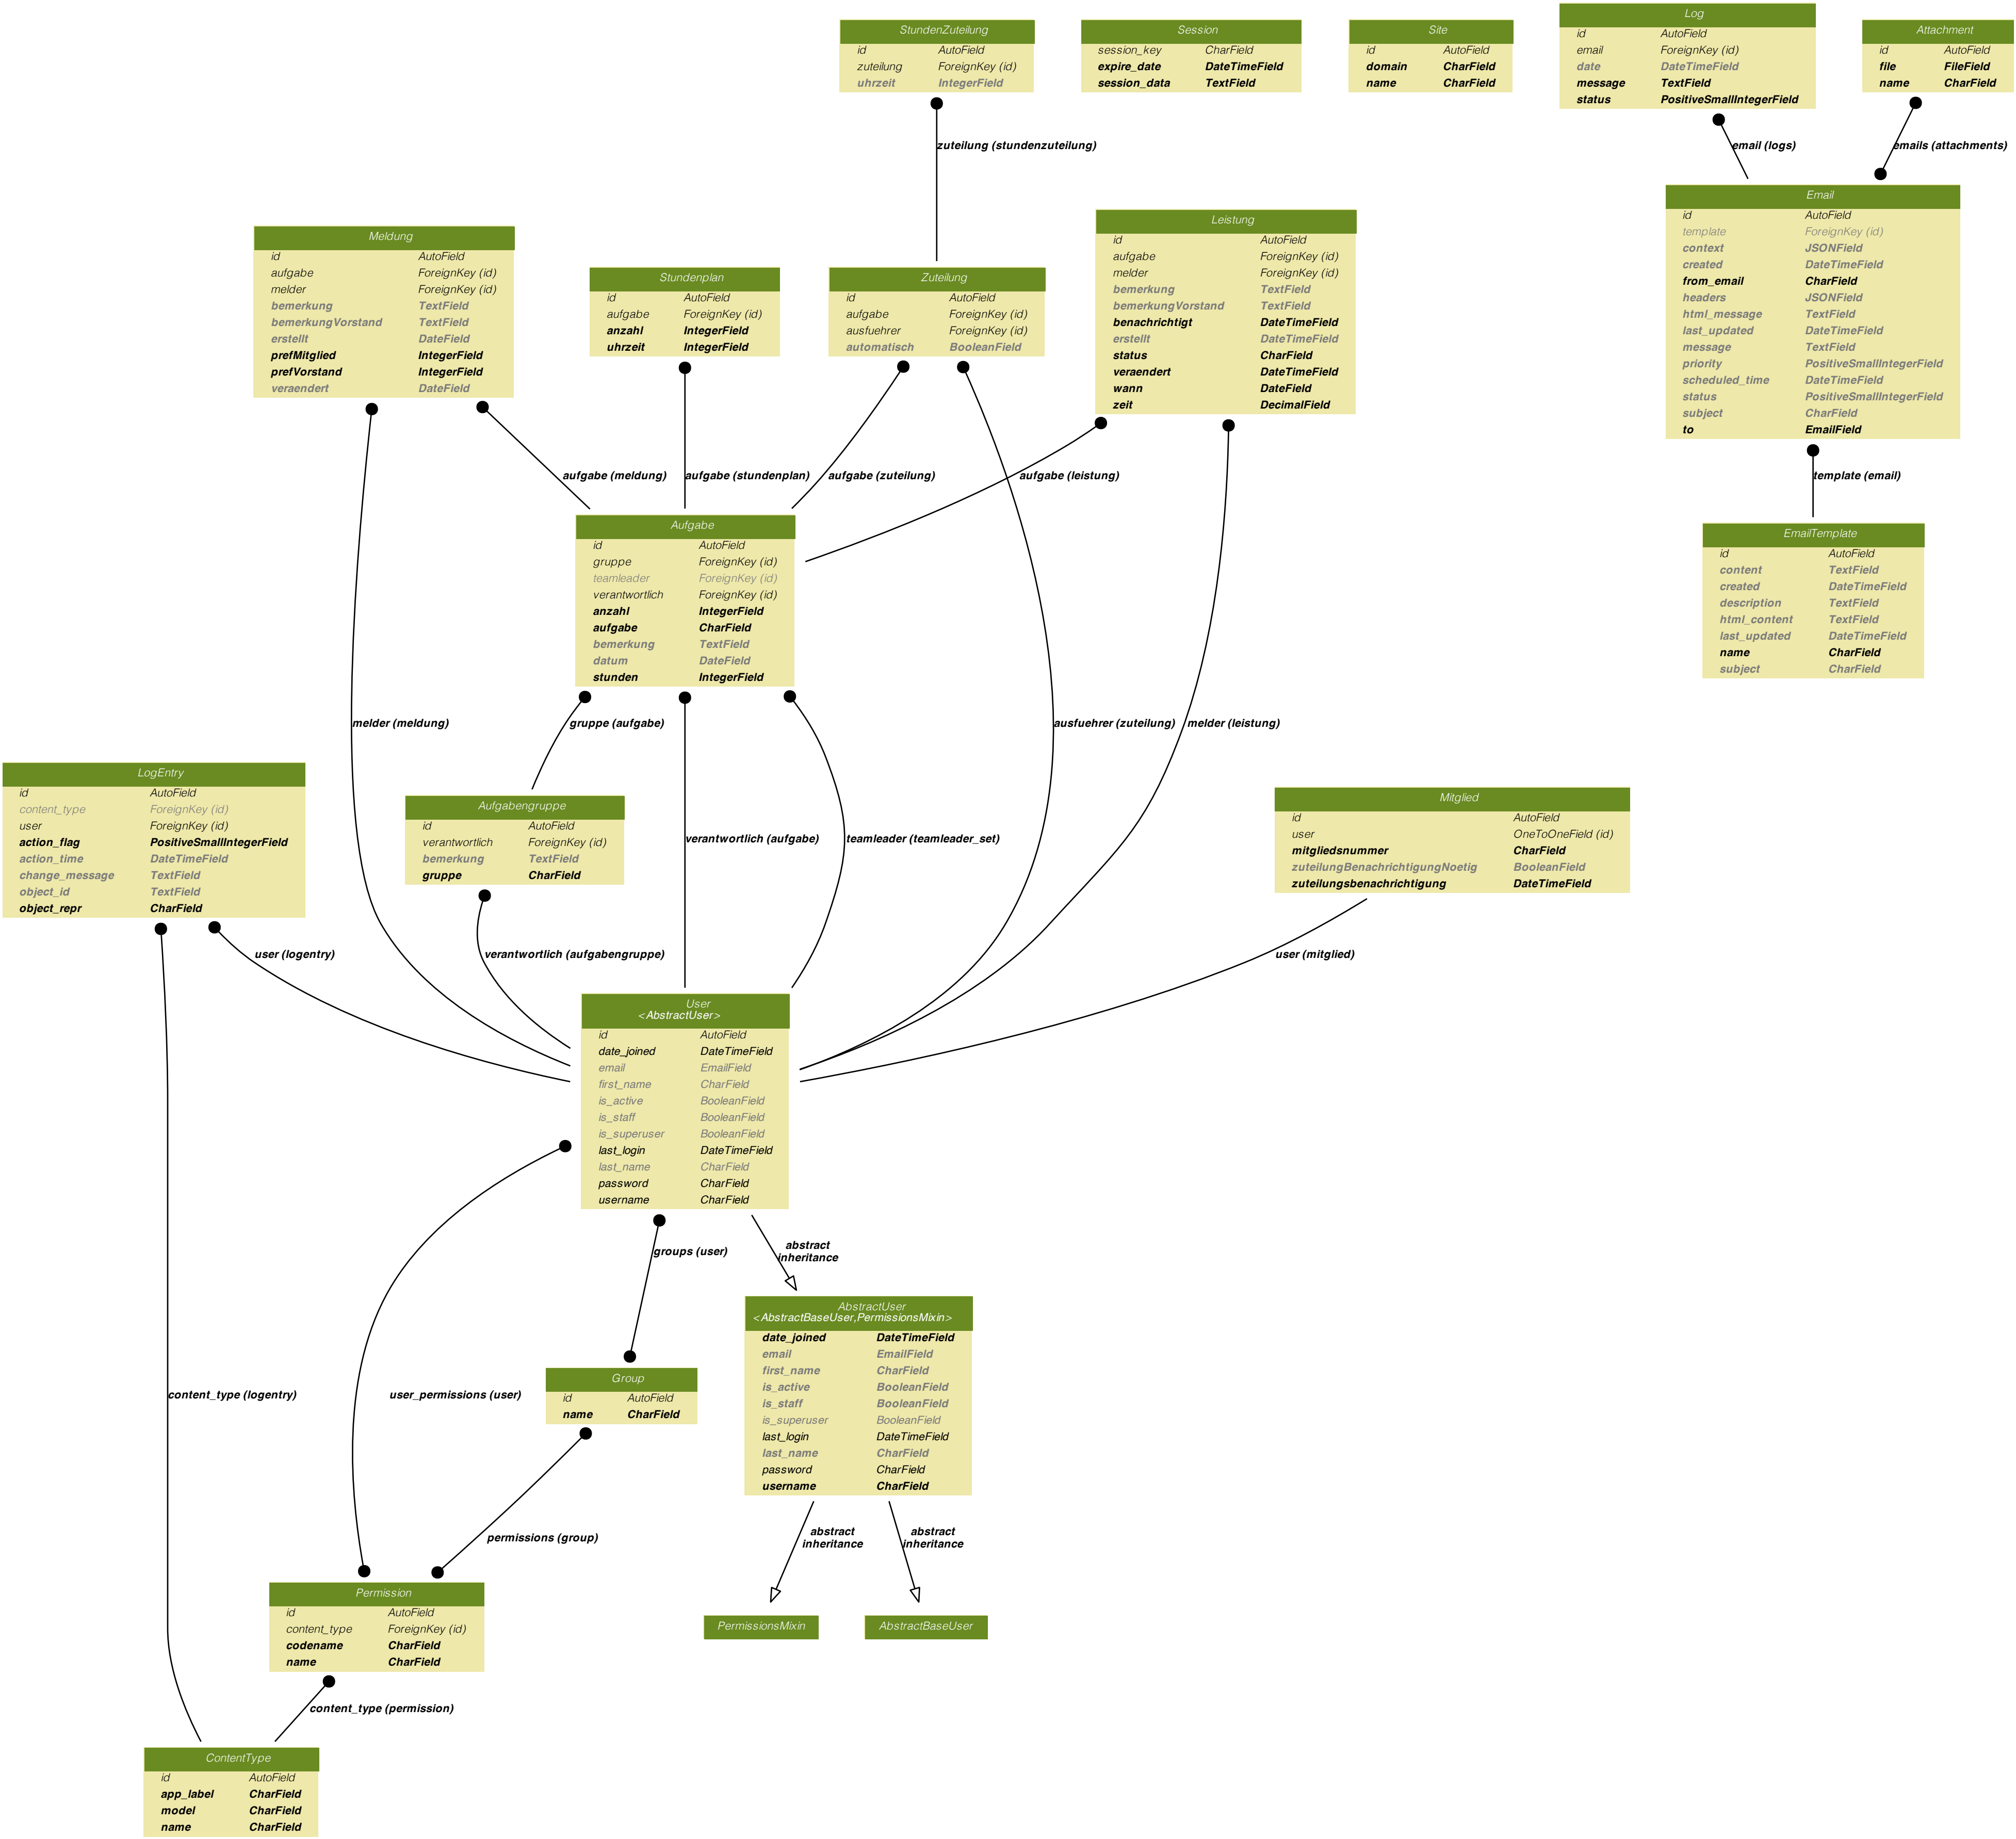 StundenZuteilung
id AutoField
zuteilung ForeignKey (id)
uhrzeit IntegerField
Session
session_key CharField
expire_date DateTimeField
session_data TextField
Site
id AutoField
domain CharField
name CharField
Log
id AutoField
email ForeignKey (id)
date DateTimeField
message TextField
status PositiveSmallIntegerField
Attachment
id AutoField
file FileField
name CharField
zuteilung (stundenzuteilung)
email (logs)
emails (attachments)
Meldung
id AutoField
aufgabe ForeignKey (id)
melder ForeignKey (id)
bemerkung TextField
bemerkungVorstand TextField
erstellt DateField
prefMitglied IntegerField
prefVorstand IntegerField
veraendert DateField
Stundenplan
id AutoField
aufgabe ForeignKey (id)
anzahl IntegerField
uhrzeit IntegerField
Zuteilung
id AutoField
aufgabe ForeignKey (id)
ausfuehrer ForeignKey (id)
automatisch BooleanField
Leistung
id AutoField
aufgabe ForeignKey (id)
melder ForeignKey (id)
bemerkung TextField
bemerkungVorstand TextField
benachrichtigt DateTimeField
erstellt DateTimeField
status CharField
veraendert DateTimeField
wann DateField
zeit DecimalField
Email
id AutoField
template ForeignKey (id)
context JSONField
created DateTimeField
from_email CharField
headers JSONField
html_message TextField
last_updated DateTimeField
message TextField
priority PositiveSmallIntegerField
scheduled_time DateTimeField
status PositiveSmallIntegerField
subject CharField
to EmailField
aufgabe (meldung)
aufgabe (stundenplan)
aufgabe (zuteilung)
aufgabe (leistung)
template (email)
Aufgabe
id AutoField
gruppe ForeignKey (id)
teamleader ForeignKey (id)
verantwortlich ForeignKey (id)
anzahl IntegerField
aufgabe CharField
bemerkung TextField
datum DateField
stunden IntegerField
EmailTemplate
id AutoField
content TextField
created DateTimeField
description TextField
html_content TextField
last_updated DateTimeField
name CharField
subject CharField
melder (meldung)
gruppe (aufgabe)
ausfuehrer (zuteilung)
melder (leistung)
LogEntry
id AutoField
content_type ForeignKey (id)
user ForeignKey (id)
action_flag PositiveSmallIntegerField
action_time DateTimeField
change_message TextField
object_id TextField
object_repr CharField
Aufgabengruppe
id AutoField
verantwortlich ForeignKey (id)
bemerkung TextField
gruppe CharField
verantwortlich (aufgabe)
teamleader (teamleader_set)
Mitglied
id AutoField
user OneToOneField (id)
mitgliedsnummer CharField
zuteilungBenachrichtigungNoetig BooleanField
zuteilungsbenachrichtigung DateTimeField
user (logentry)
verantwortlich (aufgabengruppe)
user (mitglied)
User
<AbstractUser>
id AutoField
date_joined DateTimeField
email EmailField
first_name CharField
is_active BooleanField
is_staff BooleanField
is_superuser BooleanField
last_login DateTimeField
last_name CharField
password CharField
username CharField
groups (user)
abstract
inheritance
AbstractUser
<AbstractBaseUser,PermissionsMixin>
date_joined DateTimeField
email EmailField
first_name CharField
is_active BooleanField
is_staff BooleanField
is_superuser BooleanField
last_login DateTimeField
last_name CharField
password CharField
username CharField
content_type (logentry)
user_permissions (user)
Group
id AutoField
name CharField
permissions (group)
abstract
inheritance
abstract
inheritance
Permission
id AutoField
content_type ForeignKey (id)
codename CharField
name CharField
PermissionsMixin
AbstractBaseUser
content_type (permission)
ContentType
id AutoField
app_label CharField
model CharField
name CharField